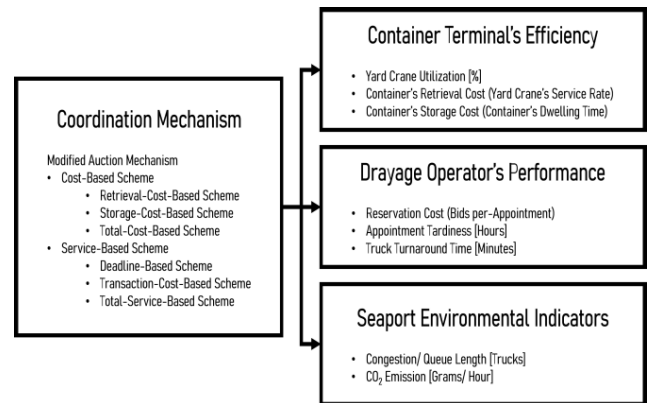 Coordination Mechanism
Modified Auction Mechanism
• Cost-Based Scheme
• Retrieval-Cost-Based Scheme
• Storage-Cost-Based Scheme
• Total-Cost-Based Scheme
• Service-Based Scheme
• Deadline-Based Scheme
• Transaction-Cost-Based Scheme
• Total-Service-Based Scheme
Container Terminal's Efficiency
• Yard Crane Utilization [%]
• Container's Retrieval Cost (Yard Crane's Service Rate)
• Container's Storage Cost (Container's Dwelling Time)
Drayage Operator's Performance
• Reservation Cost (Bids per-Appointment)
• Appointment Tardiness [Hours]
• Truck Turnaround Time [Minutes]
Seaport Environmental Indicators
• Congestion/ Queue Length [Trucks]
• CO₂ Emission [Grams/ Hour]